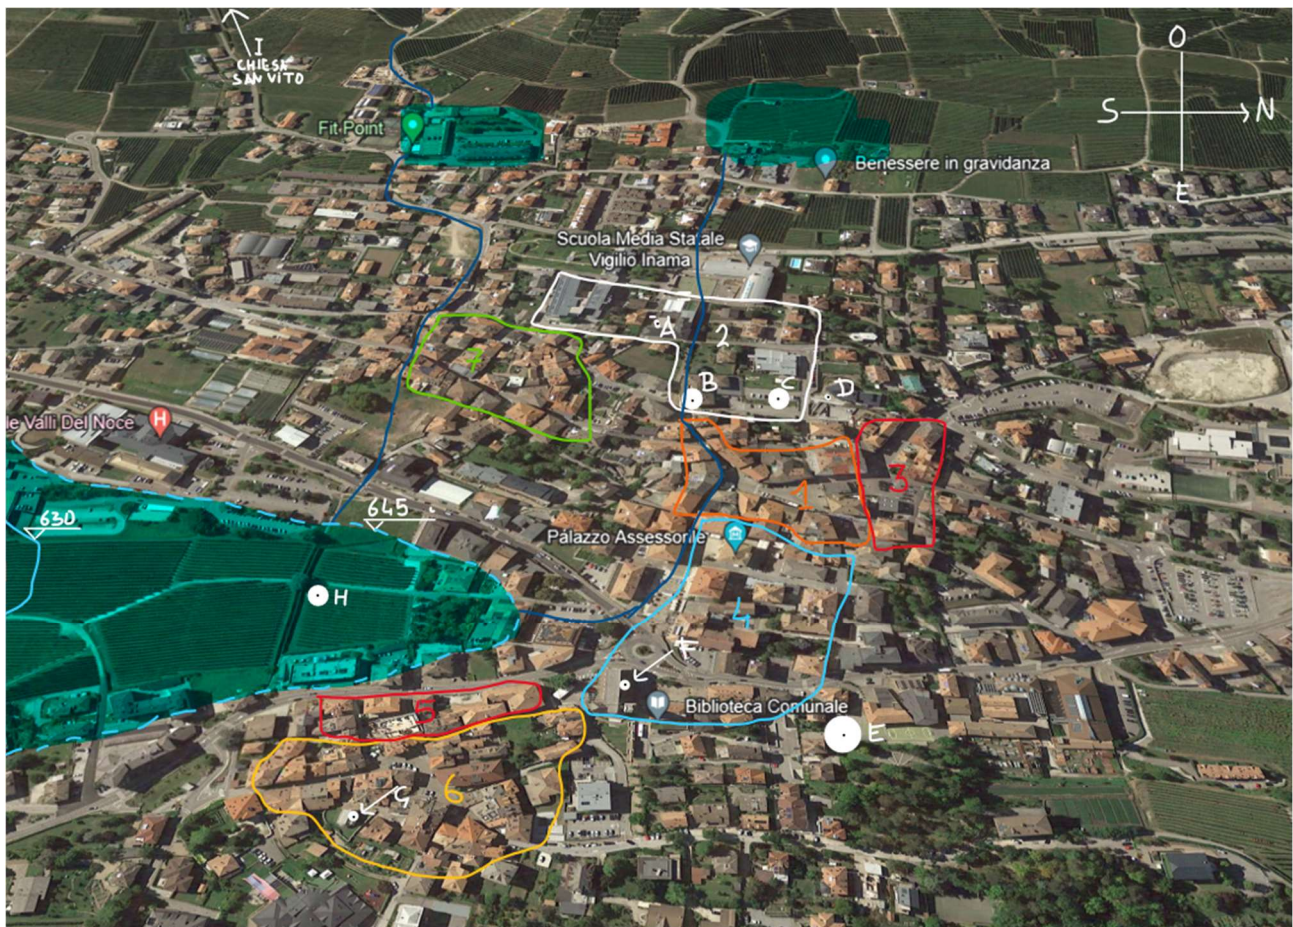 O
I
CHIESA
SAN VITO
S
N
E
Fit Point
Benessere in gravidanza
Scuola Media Statale
Vigilio Inama
A
2
7
B
C
D
le Valli Del Noce
H
1
3
630
645
Palazzo Assessorile
H
4
F
5
Biblioteca Comunale
E
6
G